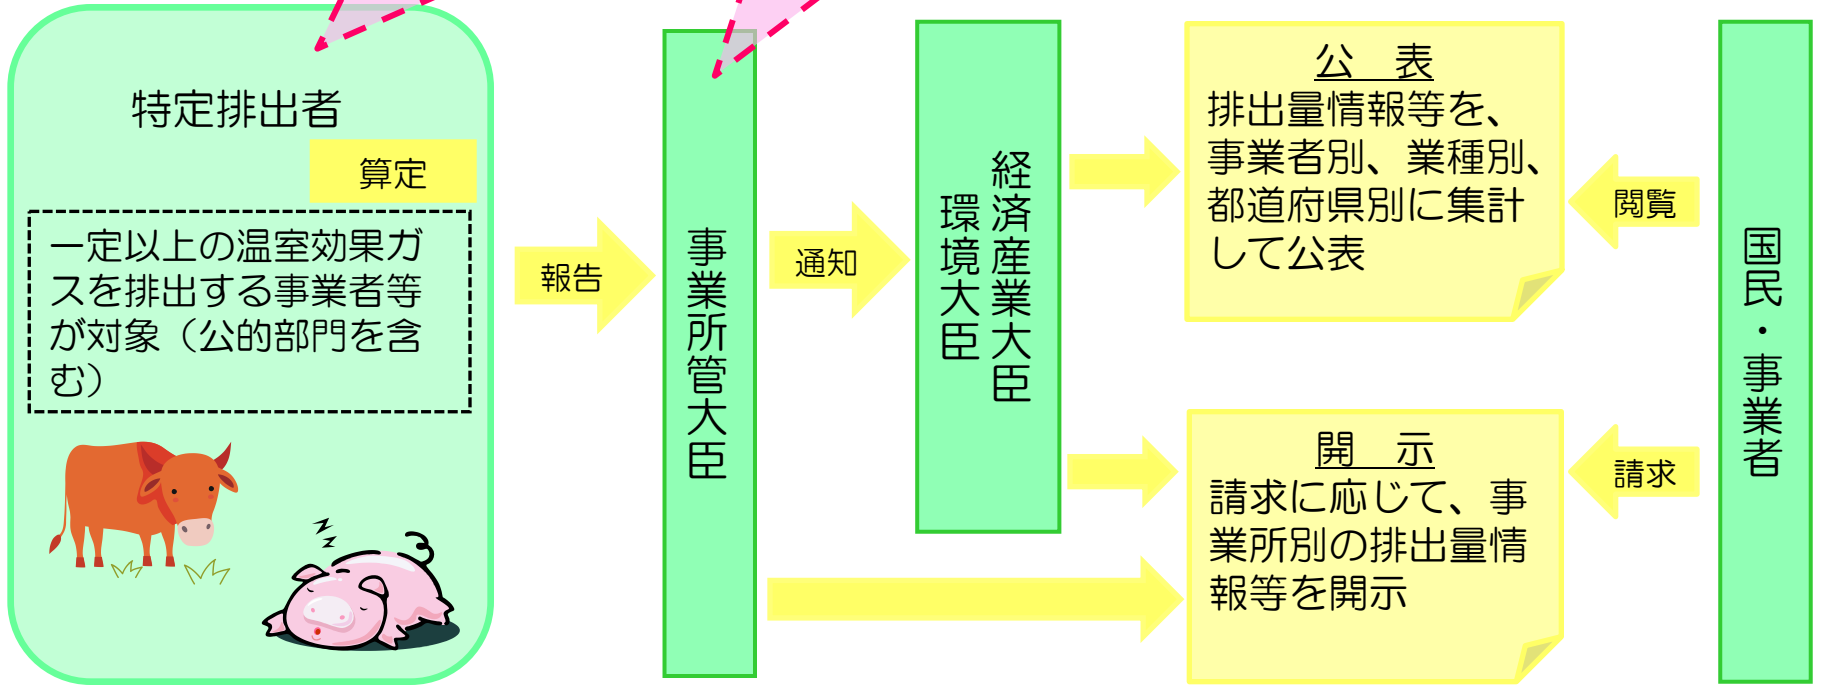 特定排出者
算定
一定以上の温室効果ガ
スを排出する事業者等
が対象（公的部門を含
む）
報告
事業所管大臣
通知
経済産業大臣
環境大臣
公　表
排出量情報等を、
事業者別、業種別、
都道府県別に集計
して公表
開　示
請求に応じて、事
業所別の排出量情
報等を開示
閲覧
請求
国民・事業者